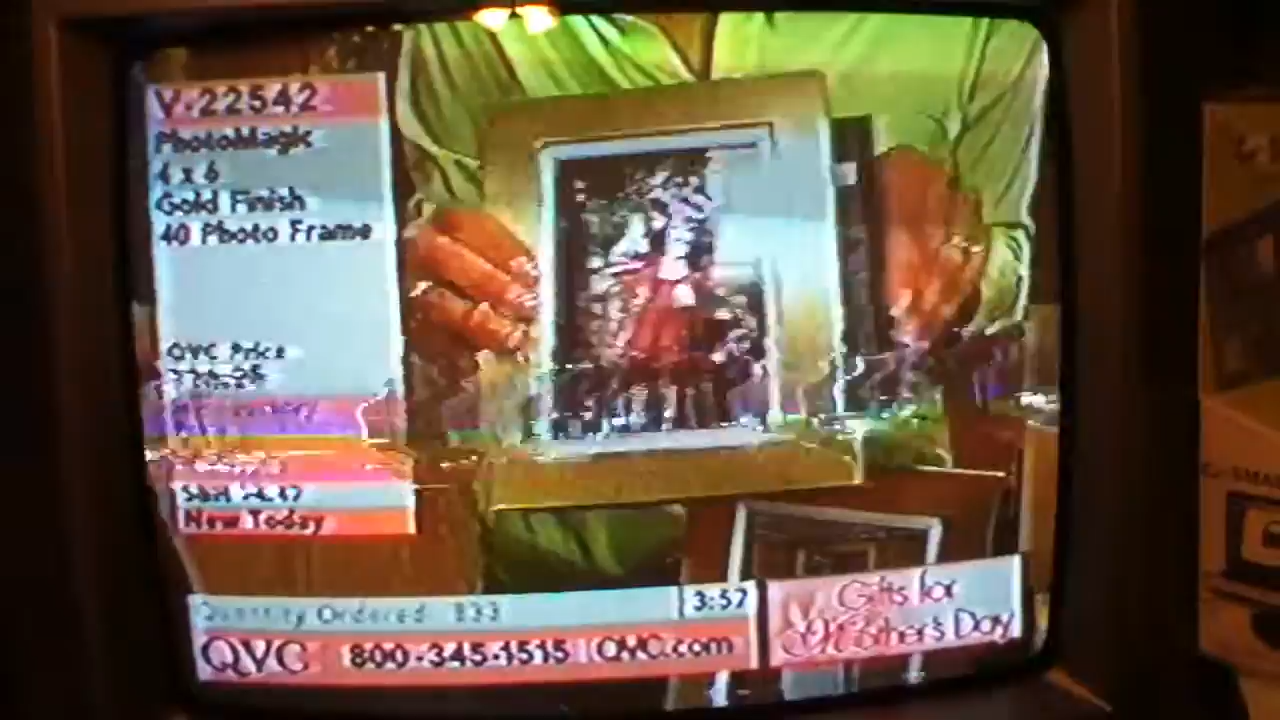 V-22542
PhotoMagic
4 x 6
Gold Finish
40 Photo Frame
QVC Price
S&H
New Today
Quantity Ordered 833
3:57
QVC 800-345-1515 QVC.com
Gifts for
Mother's Day